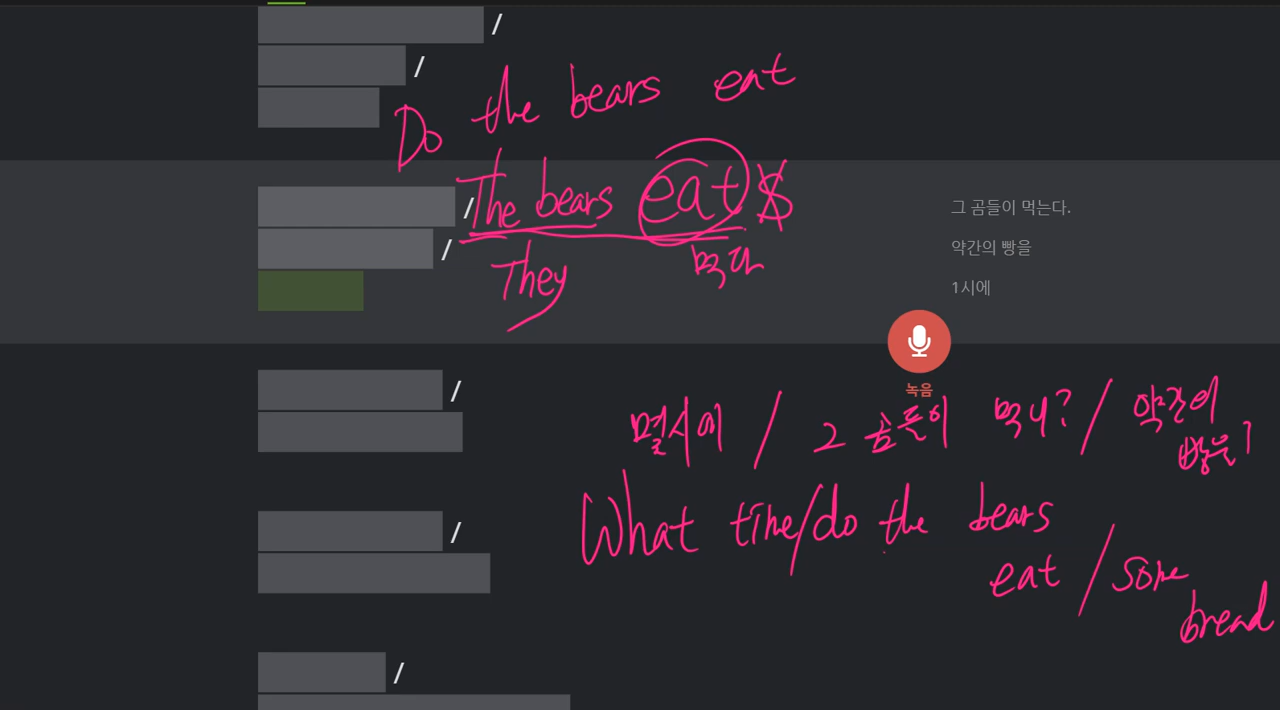 /
/
Do the bears eat
/ The bears eat$
그 곰들이 먹는다.
/
약간의 빵을
They 먹다
1시에
녹음
/
몇시에 / 그 곰들이 먹니? / 약간의
빵을?
/
What time/do the bears
eat / some
bread
/